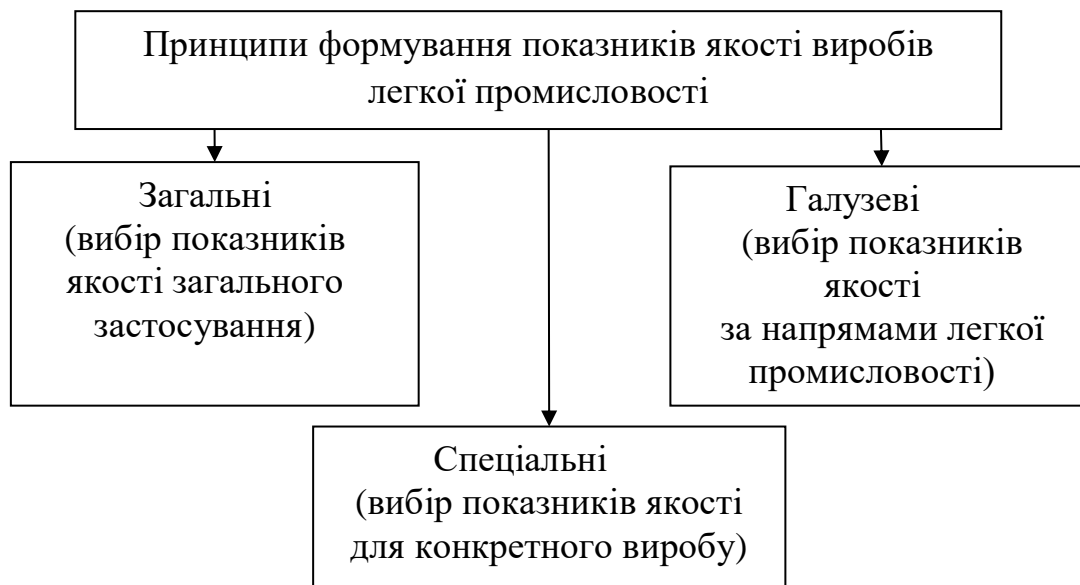 Принципи формування показників якості виробів
легкої промисловості
Загальні
(вибір показників
якості загального
застосування)
Галузеві
(вибір показників
якості
за напрямами легкої
промисловості)
Спеціальні
(вибір показників якості
для конкретного виробу)